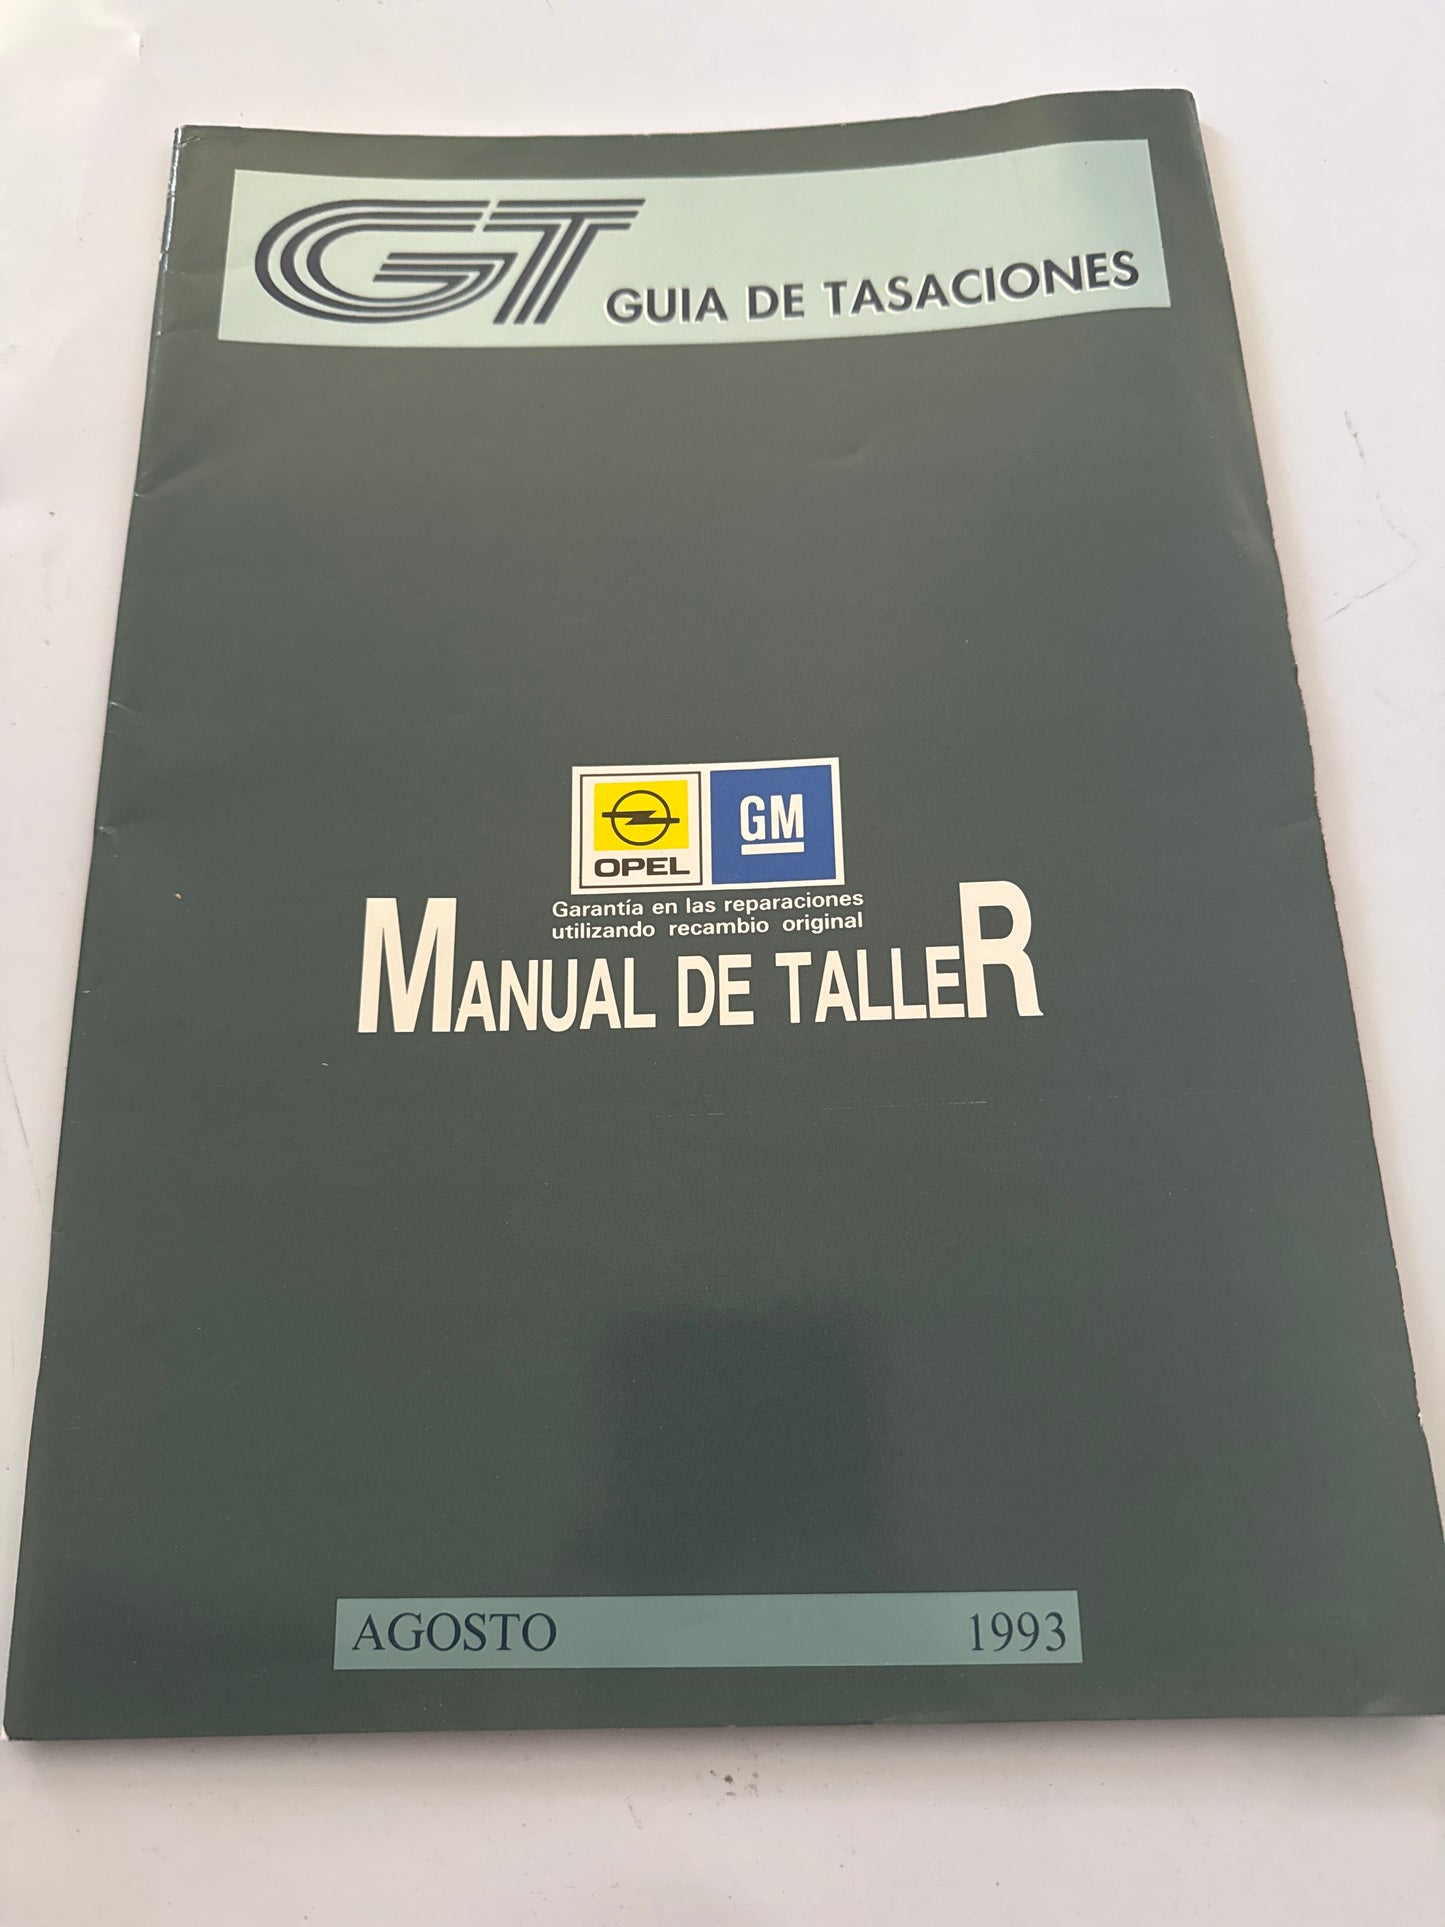 GT GUIA DE TASACIONES
OPEL GM
Garantía en las reparaciones
utilizando recambio original
MANUAL DE TALLER
AGOSTO 1993